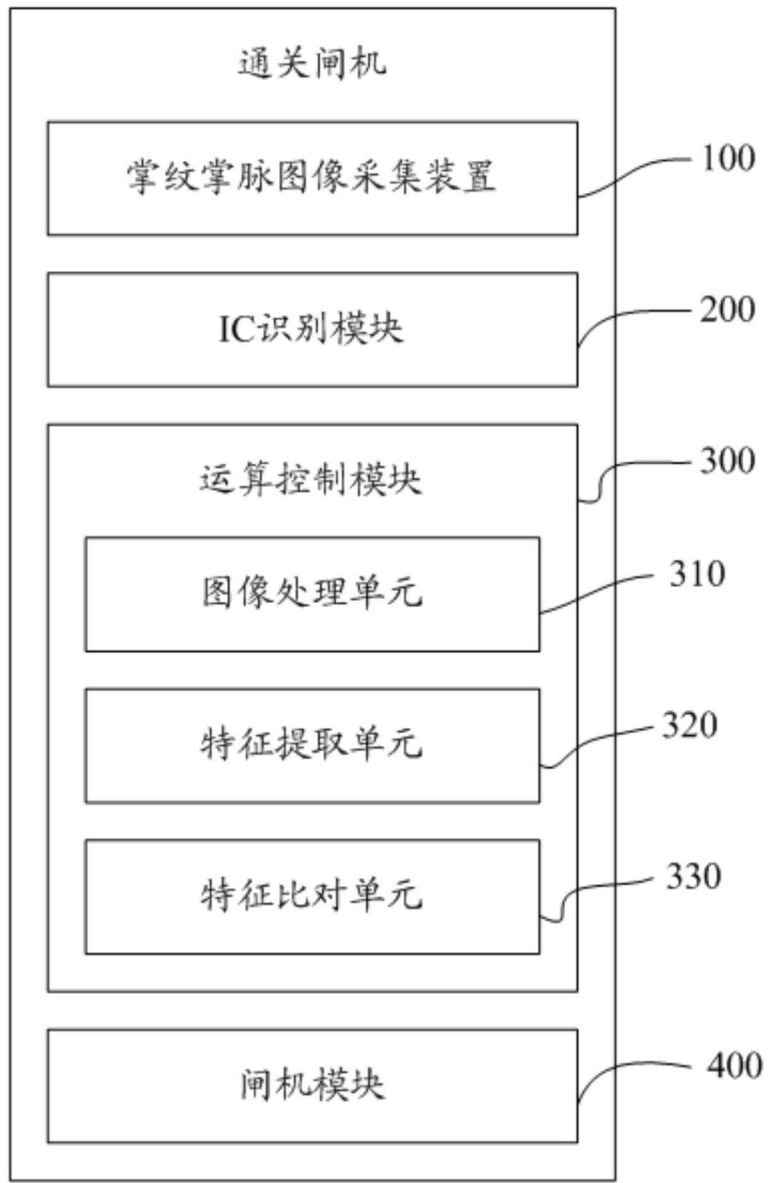 通关闸机
掌纹掌脉图像采集装置
100
IC识别模块
200
运算控制模块
300
图像处理单元
310
特征提取单元
320
特征比对单元
330
闸机模块
400